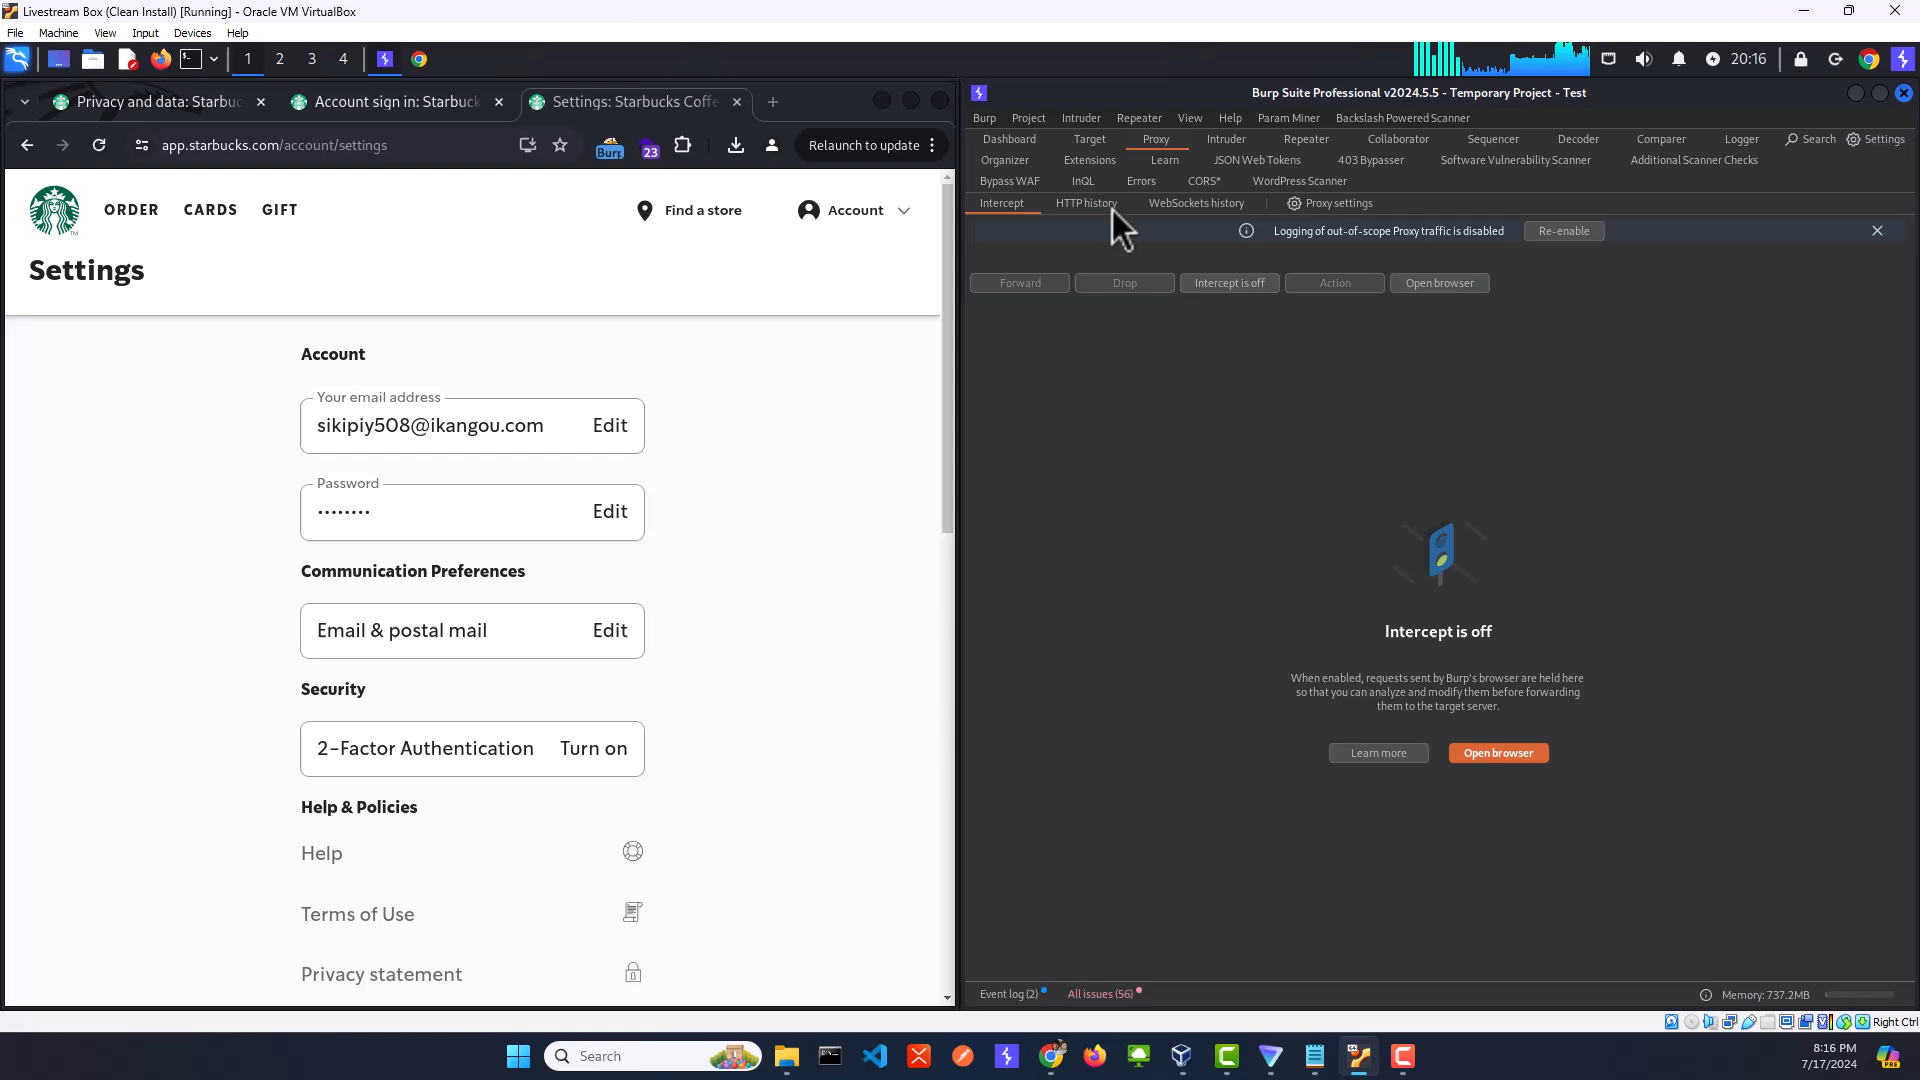 Livestream Box (Clean Install) [Running] - Oracle VM VirtualBox
File Machine View Input Devices Help
1 2 3 4
20:16
Privacy and data: Starbuc
Account sign in: Starbuck
Settings: Starbucks Coffe
app.starbucks.com/account/settings
Burp
23
Relaunch to update
ORDER CARDS GIFT
Find a store
Account
Settings
Account
Your email address
sikipiy508@ikangou.com Edit
Password
•••••••• Edit
Communication Preferences
Email & postal mail Edit
Security
2-Factor Authentication Turn on
Help & Policies
Help
Terms of Use
Privacy statement
Burp Suite Professional v2024.5.5 - Temporary Project - Test
Burp Project Intruder Repeater View Help Param Miner Backslash Powered Scanner
Dashboard Target Proxy Intruder Repeater Collaborator Sequencer Decoder Comparer Logger Search Settings
Organizer Extensions Learn JSON Web Tokens 403 Bypasser Software Vulnerability Scanner Additional Scanner Checks
Bypass WAF InQL Errors CORS* WordPress Scanner
Intercept HTTP history WebSockets history Proxy settings
Logging of out-of-scope Proxy traffic is disabled Re-enable
Forward Drop Intercept is off Action Open browser
Intercept is off
When enabled, requests sent by Burp's browser are held here
so that you can analyze and modify them before forwarding
them to the target server.
Learn more Open browser
Event log (2) All issues (56) Memory: 737.2MB
Right Ctrl
Search
8:16 PM
7/17/2024
PRE